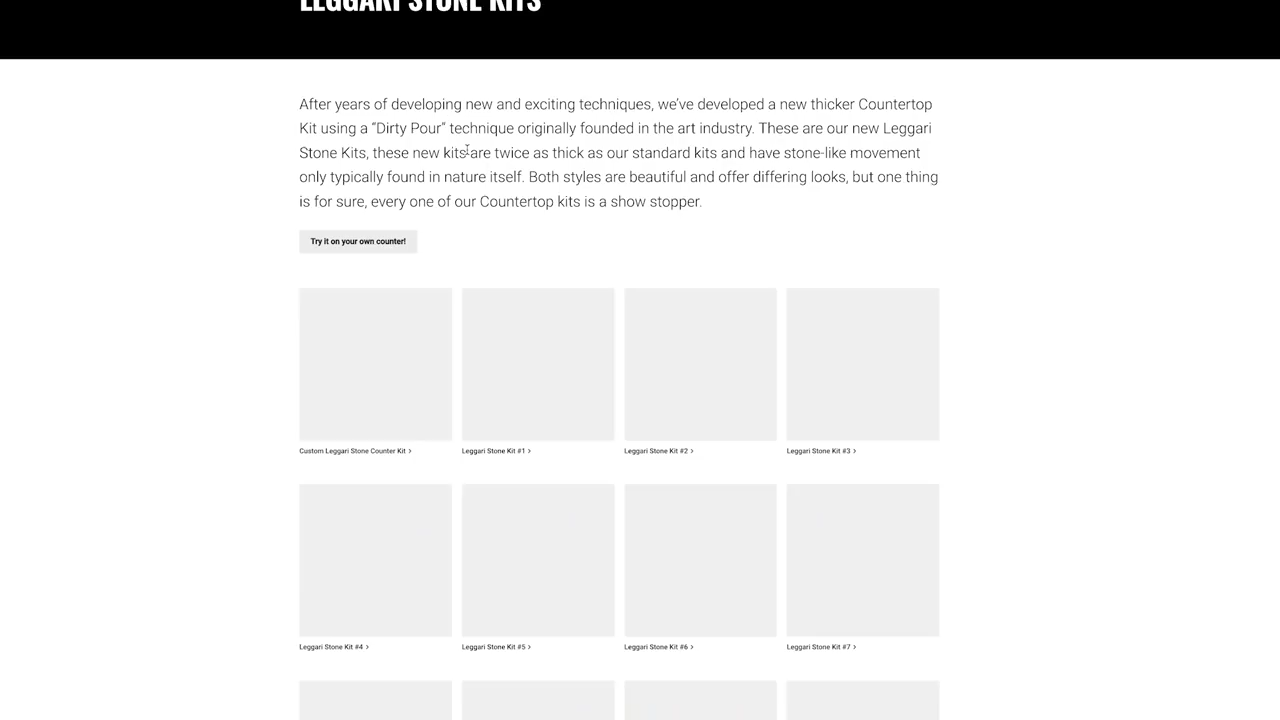 LEGGARI STONE KITS
After years of developing new and exciting techniques, we've developed a new thicker Countertop
Kit using a “Dirty Pour” technique originally founded in the art industry. These are our new Leggari
Stone Kits, these new kits are twice as thick as our standard kits and have stone-like movement
only typically found in nature itself. Both styles are beautiful and offer differing looks, but one thing
is for sure, every one of our Countertop kits is a show stopper.
Try it on your own counter!
Custom Leggari Stone Counter Kit >
Leggari Stone Kit #1 >
Leggari Stone Kit #2 >
Leggari Stone Kit #3 >
Leggari Stone Kit #4 >
Leggari Stone Kit #5 >
Leggari Stone Kit #6 >
Leggari Stone Kit #7 >